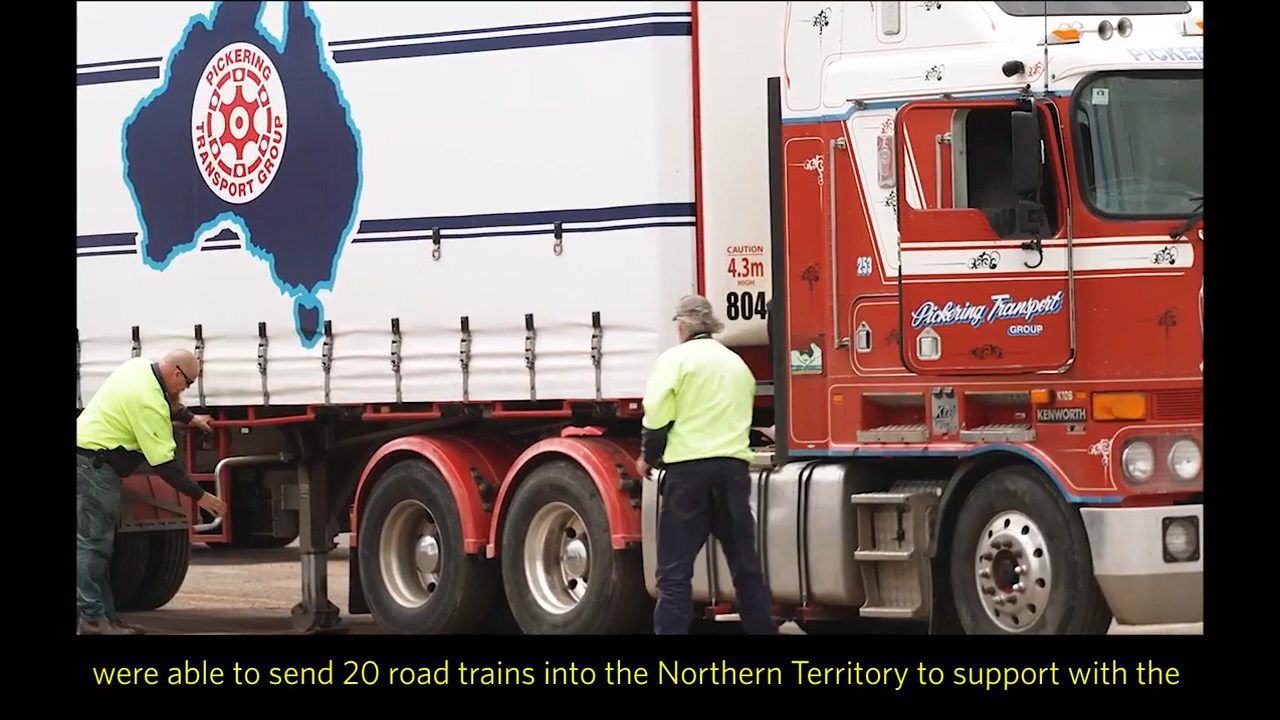 PICKERING
TRANSPORT GROUP
CAUTION
4.3m
HIGH
804
253
Pickering Transport
GROUP
K108
KENWORTH
were able to send 20 road trains into the Northern Territory to support with the